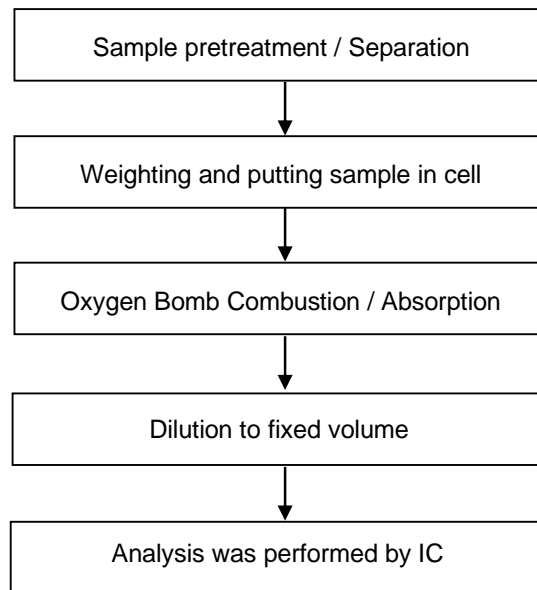 Sample pretreatment / Separation
Weighting and putting sample in cell
Oxygen Bomb Combustion / Absorption
Dilution to fixed volume
Analysis was performed by IC